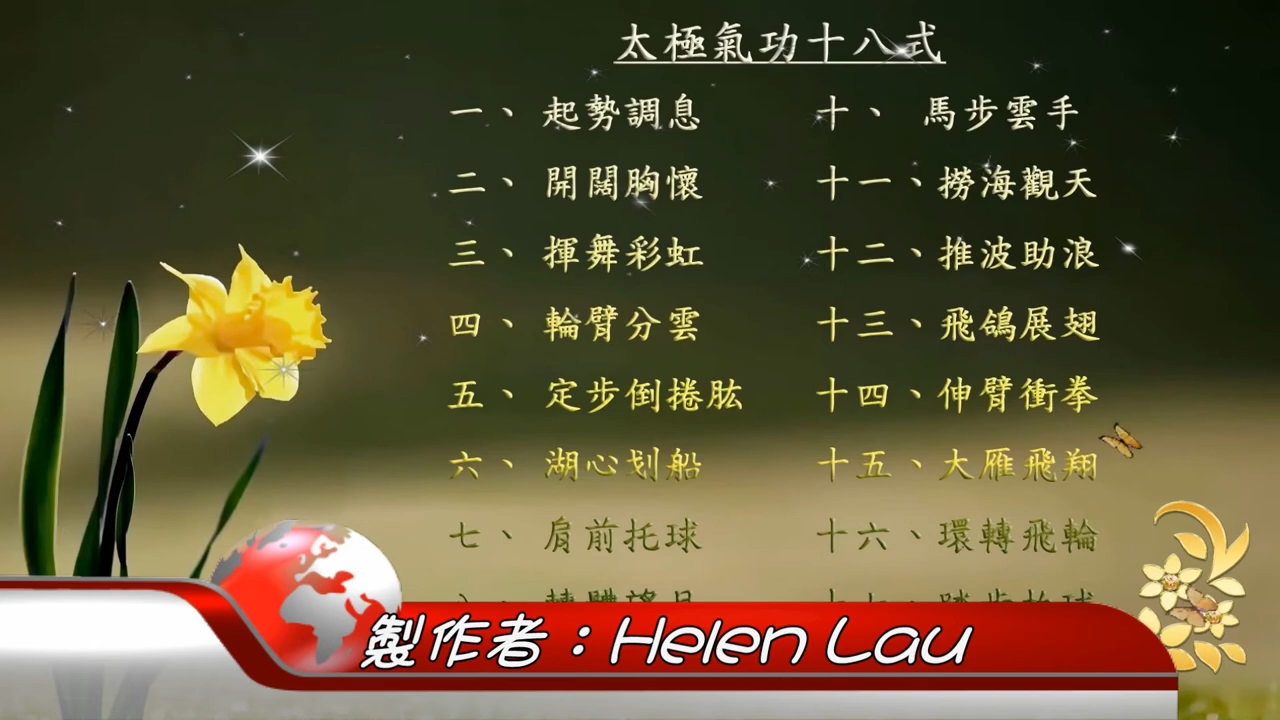 太極氣功十八式
一、 起勢調息
二、 開闊胸懷
三、 揮舞彩虹
四、 輪臂分雲
五、 定步倒捲肱
六、 湖心划船
七、 肩前托球
十、 馬步雲手
十一、撈海觀天
十二、推波助浪
十三、飛鴿展翅
十四、伸臂衝拳
十五、大雁飛翔
十六、環轉飛輪
製作者：Helen Lau